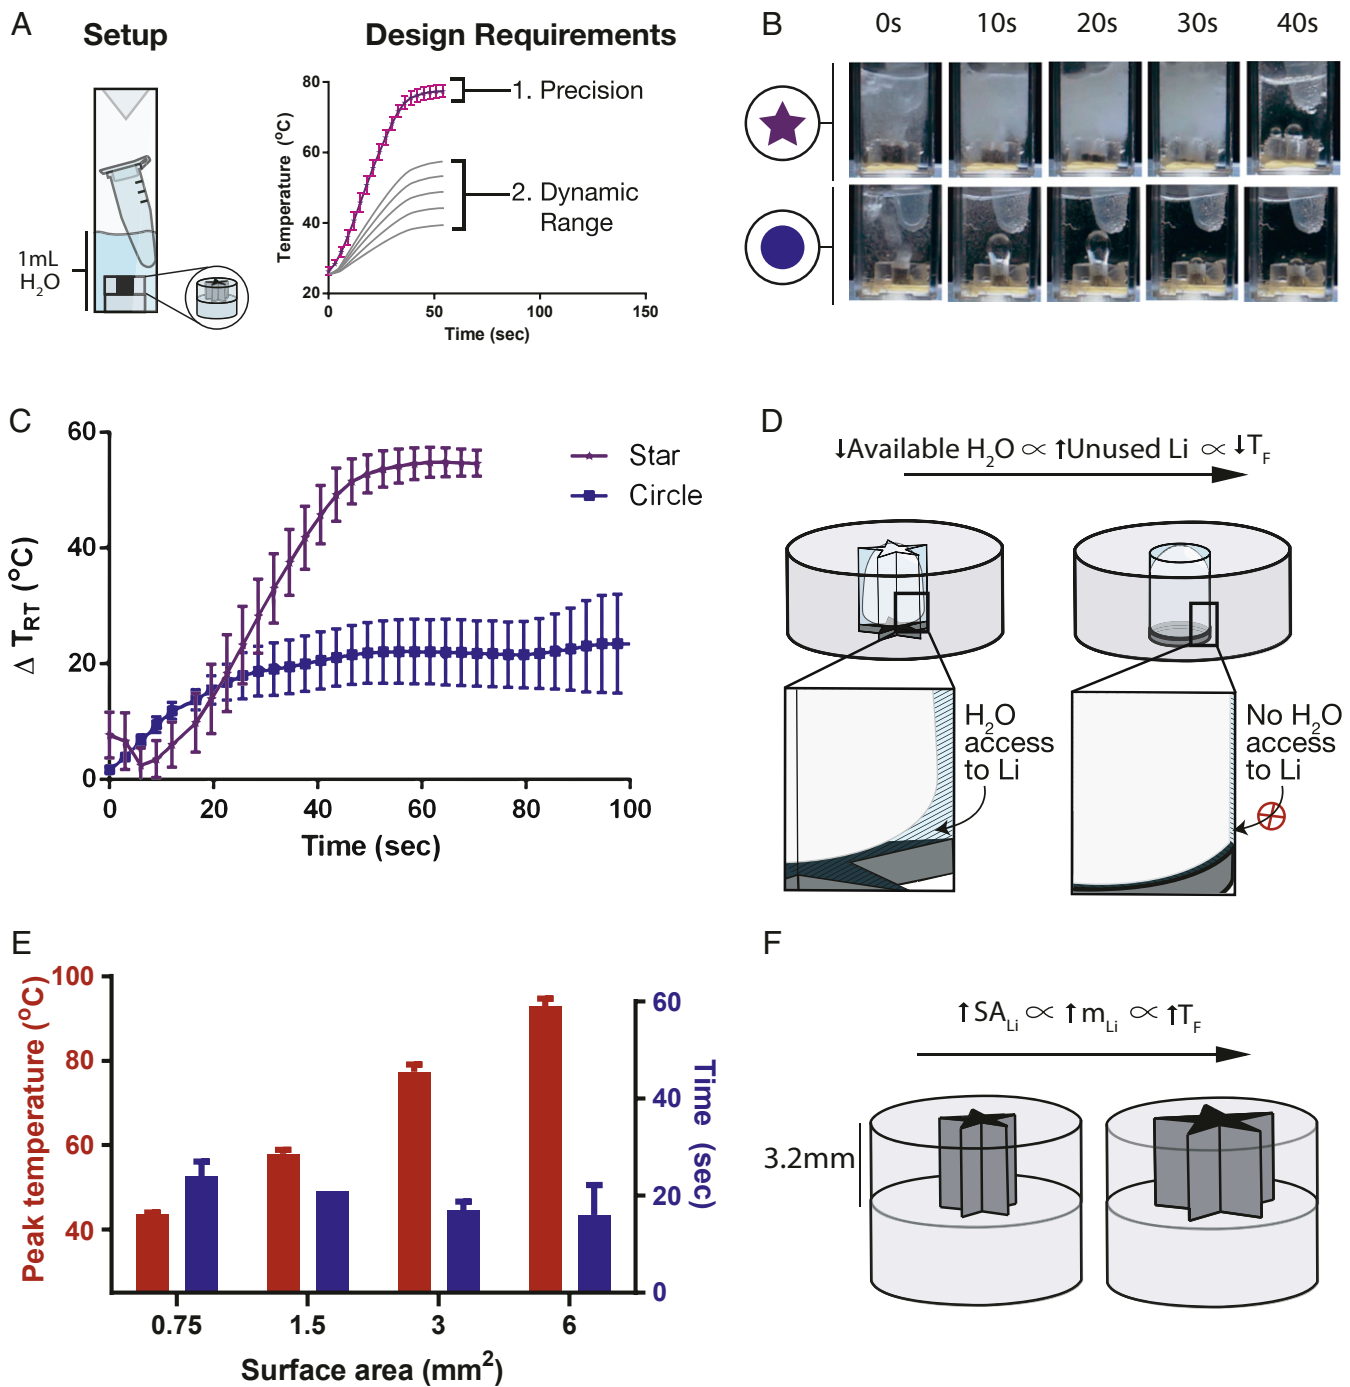 A
Setup
Design Requirements
1mL
H2O
Temperature (oC)
80
60
40
20
0
50
100
150
Time (sec)
1. Precision
2. Dynamic
Range
B
0s
10s
20s
30s
40s
C
Δ TRT (oC)
60
40
20
0
0
20
40
60
80
100
Time (sec)
Star
Circle
D
↓Available H2O ∝ ↑Unused Li ∝ ↓TF
H2O
access
to Li
No H2O
access
to Li
E
Peak temperature (oC)
100
80
60
40
60
40
20
0
Time (sec)
0.75
1.5
3
6
Surface area (mm2)
F
↑SALi ∝ ↑mLi ∝ ↑TF
3.2mm